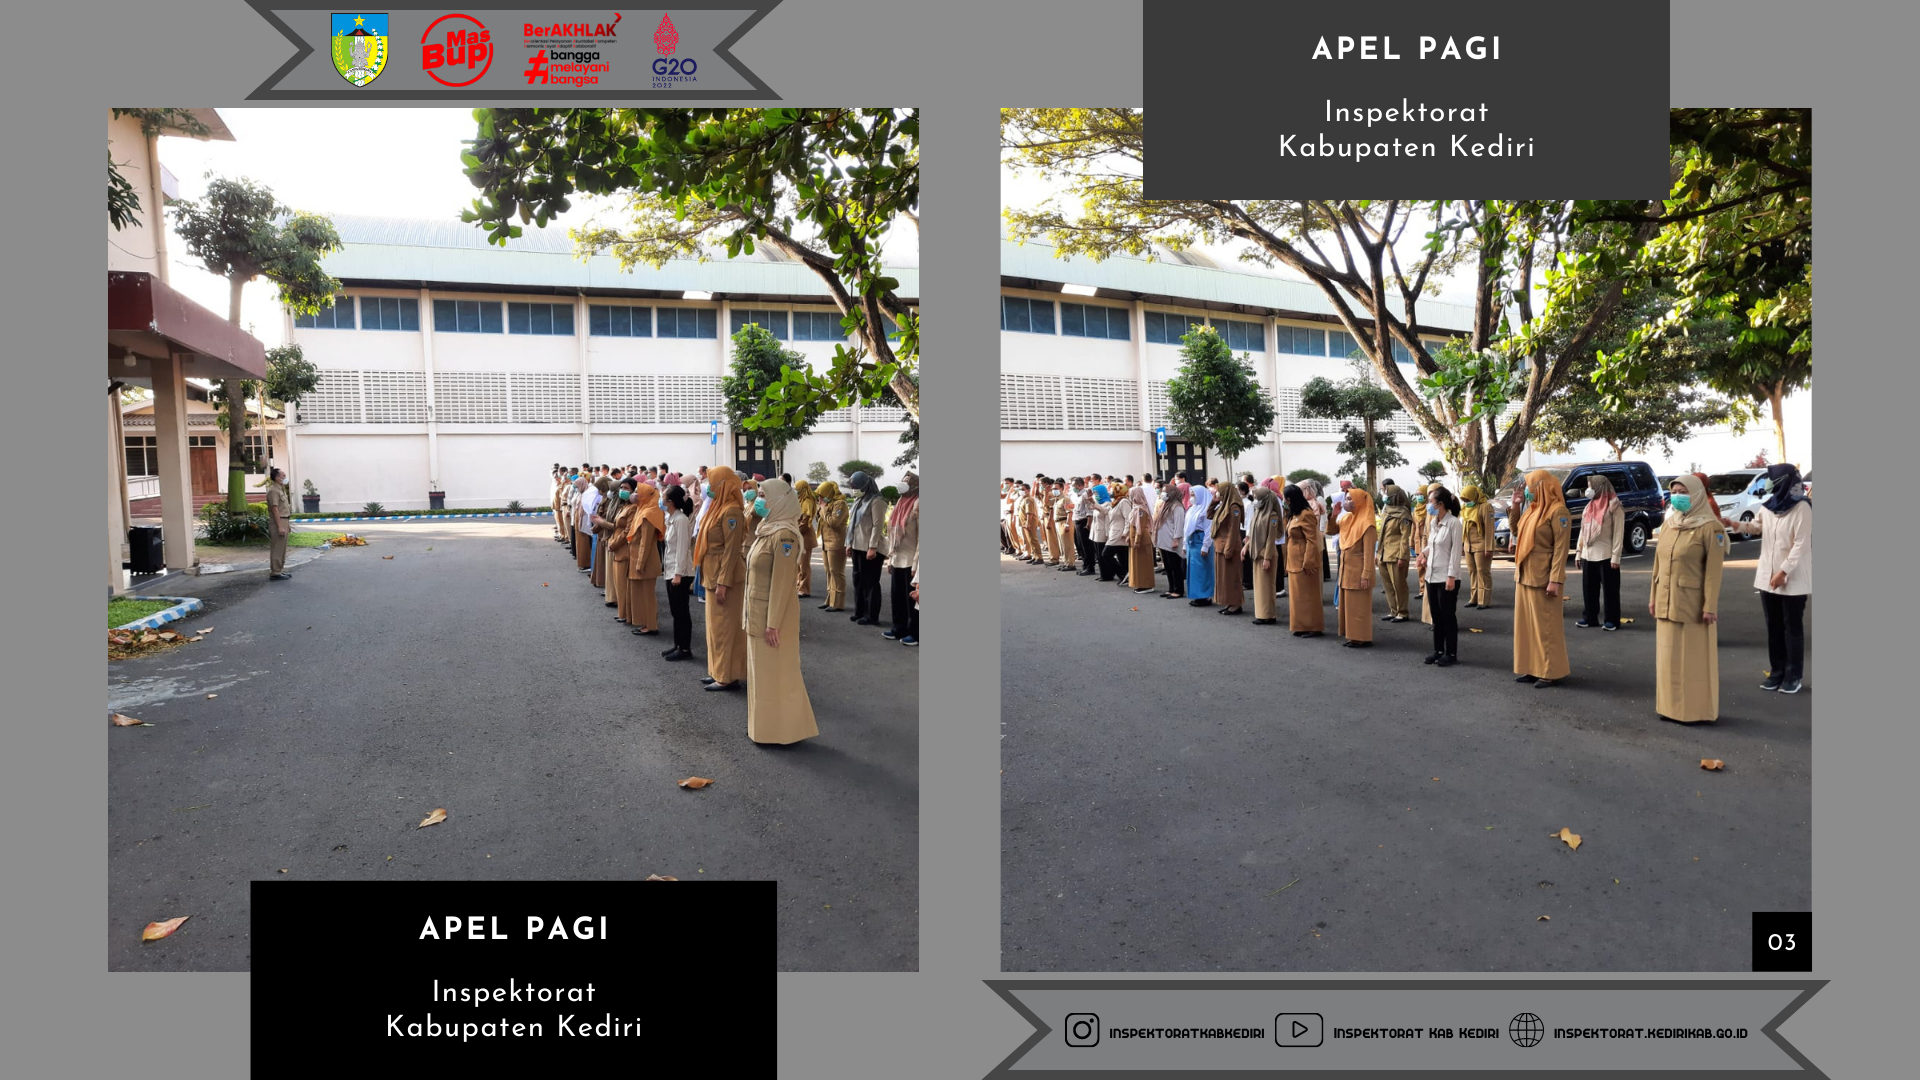 Mas
Bup
BerAKHLAK
#bangga
melayani
bangsa
G20
INDONESIA
2022
APEL PAGI
Inspektorat
Kabupaten Kediri
P
APEL PAGI
Inspektorat
Kabupaten Kediri
03
INSPEKTORATKABKEDIRI
INSPEKTORAT KAB KEDIRI
INSPEKTORAT.KEDIRIKAB.GO.ID